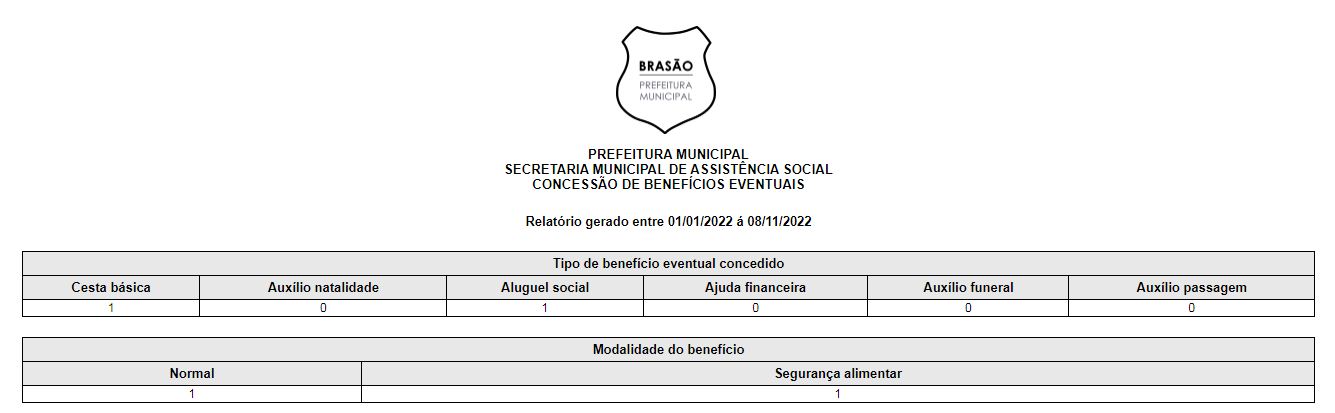 BRASÃO
PREFEITURA
MUNICIPAL
PREFEITURA MUNICIPAL
SECRETARIA MUNICIPAL DE ASSISTÊNCIA SOCIAL
CONCESSÃO DE BENEFÍCIOS EVENTUAIS
Relatório gerado entre 01/01/2022 á 08/11/2022
Tipo de benefício eventual concedido
Cesta básica Auxílio natalidade Aluguel social Ajuda financeira Auxílio funeral Auxílio passagem
1 0 1 0 0 0
Modalidade do benefício
Normal Segurança alimentar
1 1